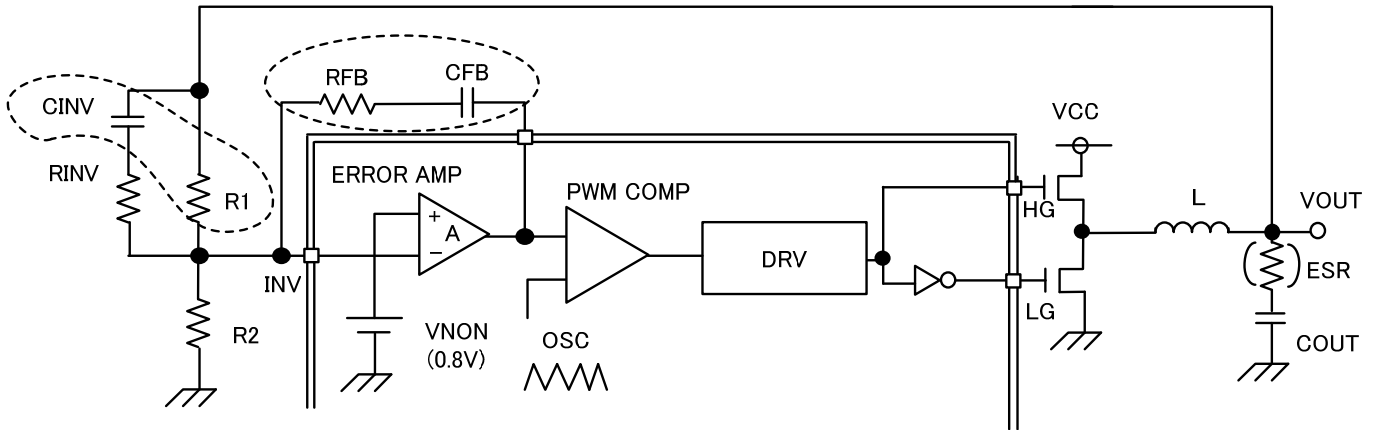 RFB
CFB
CINV
RINV
R1
ERROR AMP
PWM COMP
VCC
HG
L
VOUT
+
A
−
DRV
ESR
INV
LG
R2
VNON
(0.8V)
OSC
COUT